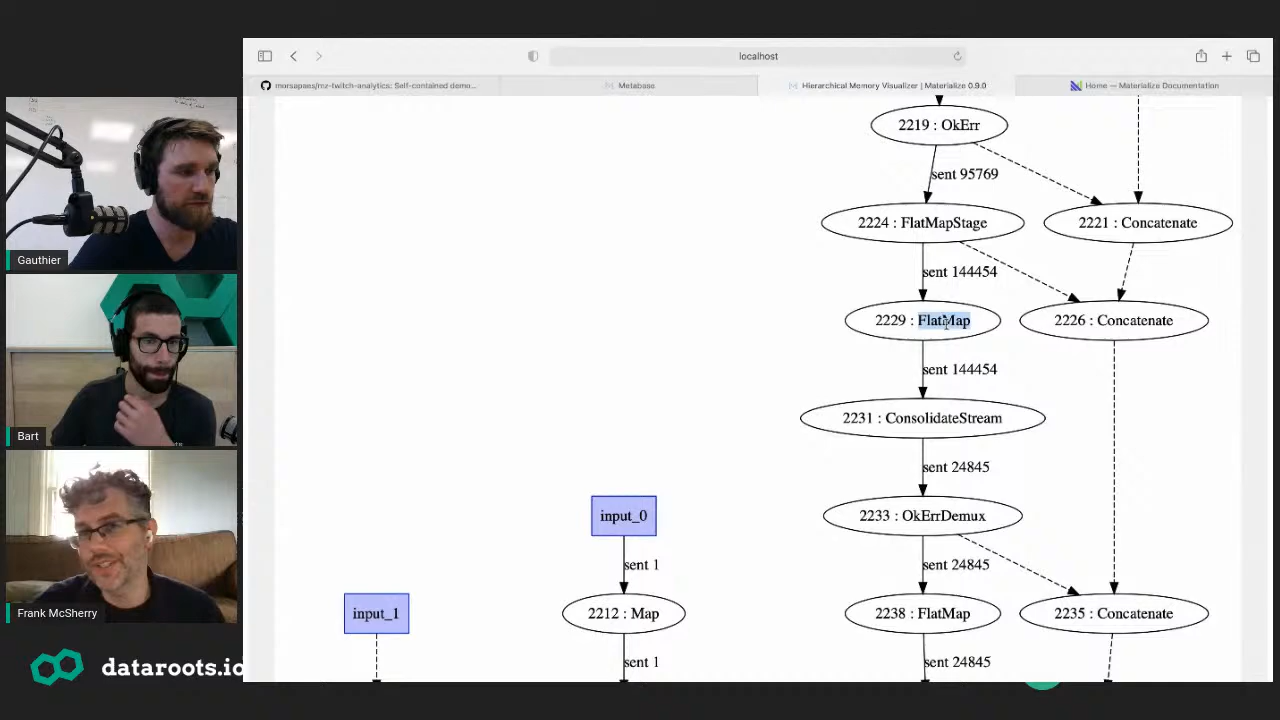 localhost
morsapaes/mz-twitch-analytics: Self-contained demo...
Metabase
Hierarchical Memory Visualizer | Materialize 0.9.0
Home — Materialize Documentation
2219 : OkErr
sent 95769
2224 : FlatMapStage
2221 : Concatenate
sent 144454
2229 : FlatMap
2226 : Concatenate
sent 144454
2231 : ConsolidateStream
sent 24845
input_0
2233 : OkErrDemux
sent 1
sent 24845
input_1
2212 : Map
2238 : FlatMap
2235 : Concatenate
sent 1
sent 24845
Gauthier
Bart
Frank McSherry
dataroots.io